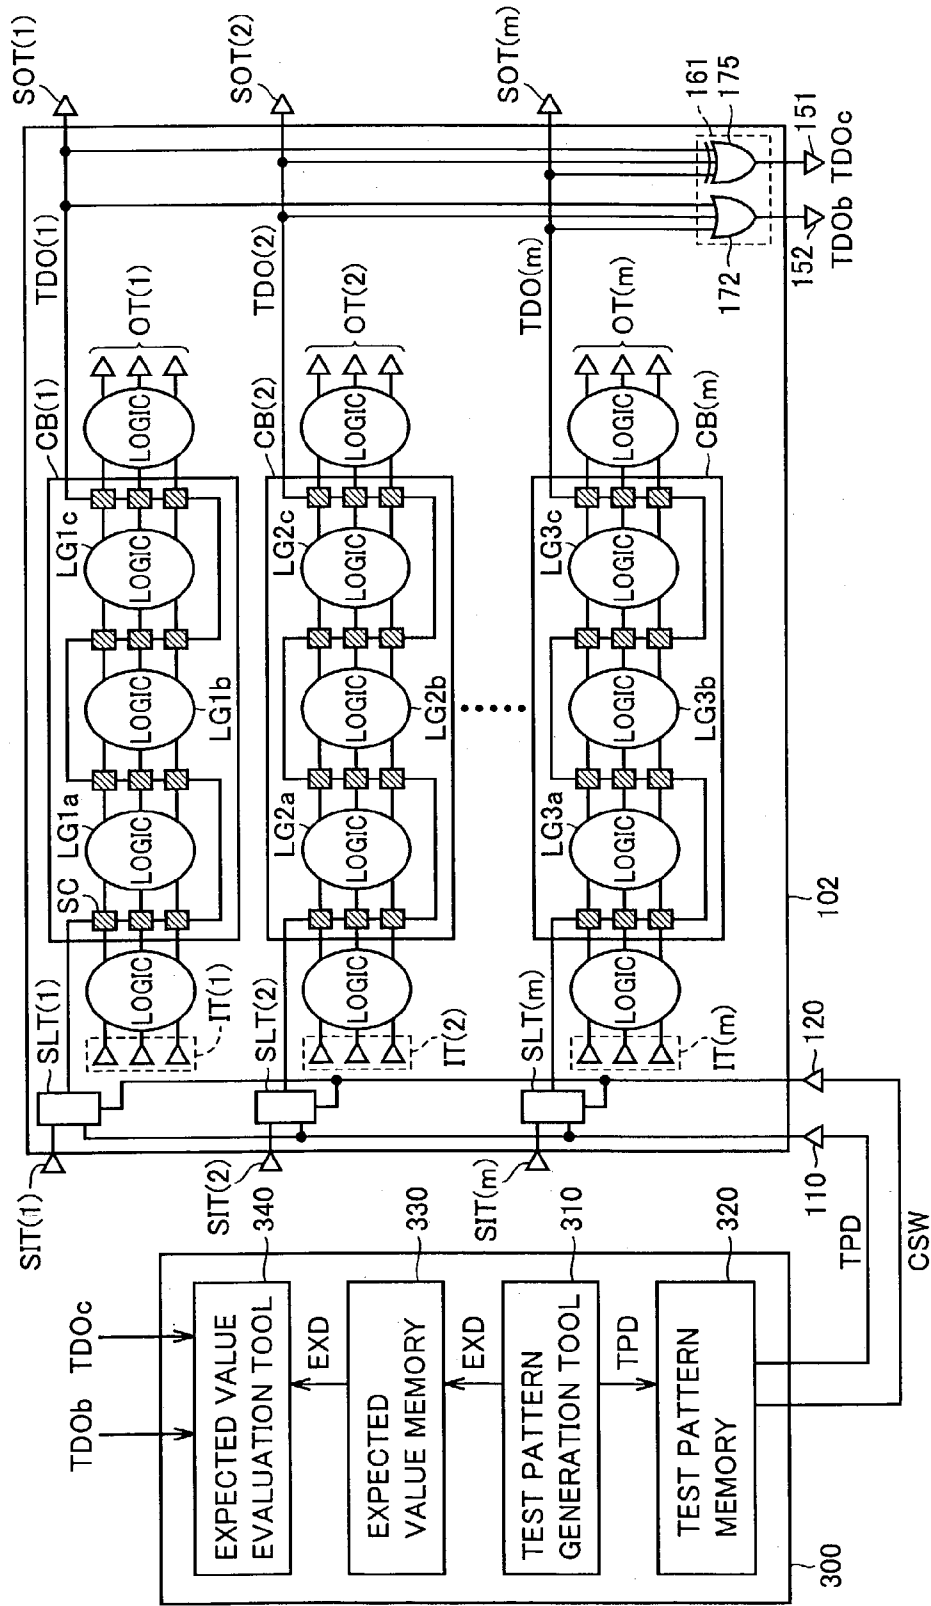 SIT(1)
SLT(1)
IT(1)
LOGIC
SC
LG1a
LOGIC
LOGIC
LG1b
LG1c
LOGIC
CB(1)
LOGIC
OT(1)
TDO(1)
SOT(1)
SIT(2)
SLT(2)
IT(2)
LOGIC
LG2a
LOGIC
LOGIC
LG2b
LG2c
LOGIC
CB(2)
LOGIC
OT(2)
TDO(2)
SOT(2)
SIT(m)
SLT(m)
IT(m)
LOGIC
LG3a
LOGIC
LOGIC
LG3b
LG3c
LOGIC
CB(m)
LOGIC
OT(m)
TDO(m)
SOT(m)
161
175
172
151
TDOc
152
TDOb
102
110
120
TPD
CSW
TDOb
TDOc
340
EXPECTED VALUE
EVALUATION TOOL
EXD
330
EXPECTED
VALUE MEMORY
EXD
310
TEST PATTERN
GENERATION TOOL
TPD
320
TEST PATTERN
MEMORY
300